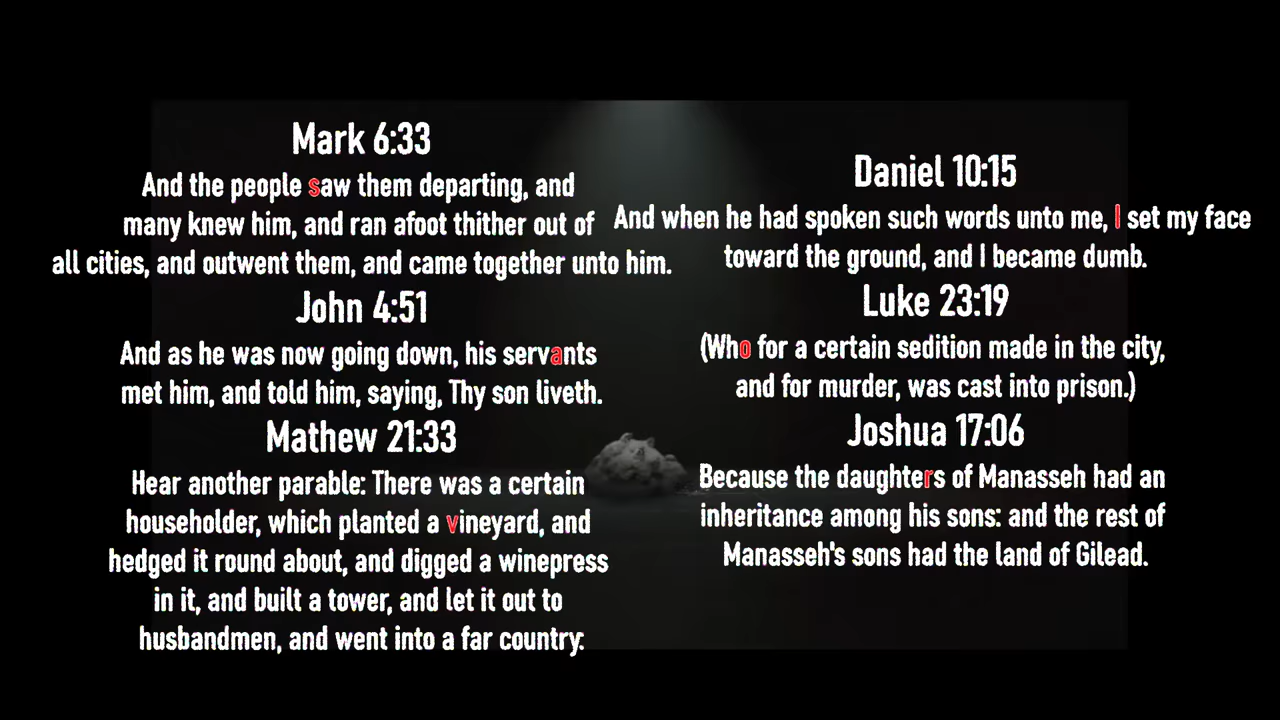 Mark 6:33
And the people saw them departing, and
many knew him, and ran afoot thither out of
all cities, and outwent them, and came together unto him.
John 4:51
And as he was now going down, his servants
met him, and told him, saying, Thy son liveth.
Mathew 21:33
Hear another parable: There was a certain
householder, which planted a vineyard, and
hedged it round about, and digged a winepress
in it, and built a tower, and let it out to
husbandmen, and went into a far country:
Daniel 10:15
And when he had spoken such words unto me, I set my face
toward the ground, and I became dumb.
Luke 23:19
(Who for a certain sedition made in the city,
and for murder, was cast into prison.)
Joshua 17:06
Because the daughters of Manasseh had an
inheritance among his sons: and the rest of
Manasseh's sons had the land of Gilead.